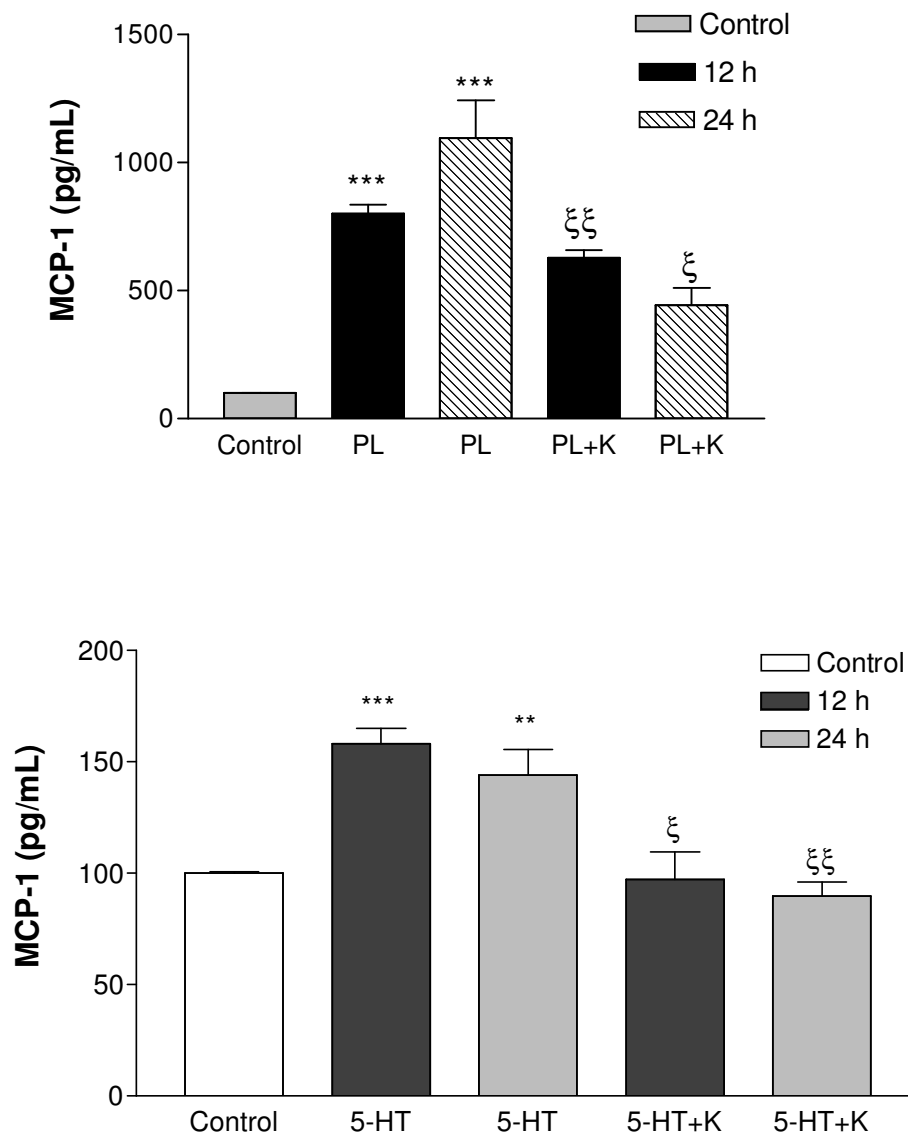 MCP-1 (pg/mL)
1500
1000
500
0
Control
12 h
24 h
***
***
ξξ
ξ
Control PL PL PL+K PL+K
MCP-1 (pg/mL)
200
150
100
50
0
Control
12 h
24 h
***
**
ξ
ξξ
Control 5-HT 5-HT 5-HT+K 5-HT+K